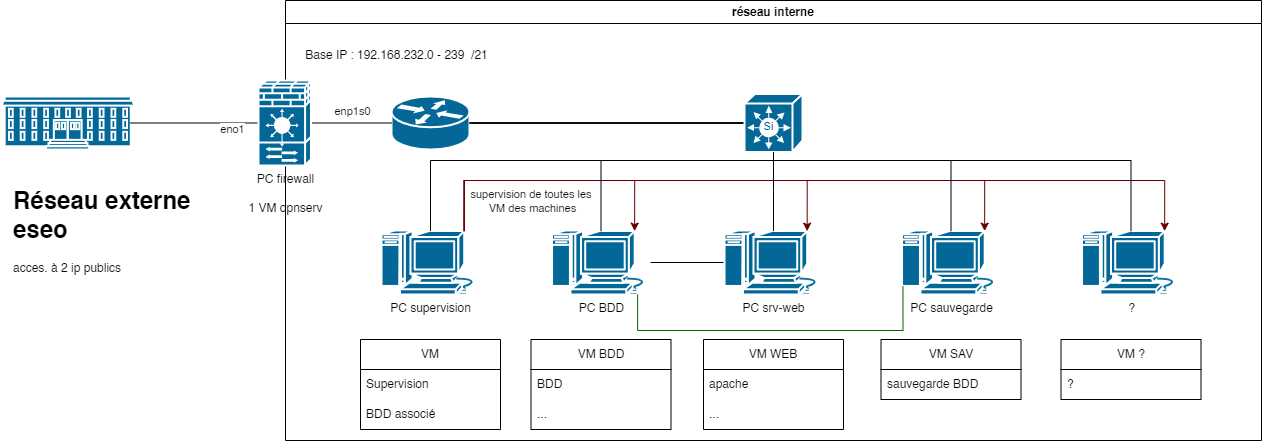 réseau interne
Base IP : 192.168.232.0 - 239 /21
enp1s0
eno1
Si
PC firewall
1 VM opnserv
Réseau externe
eseo
acces. à 2 ip publics
supervision de toutes les
VM des machines
PC supervision
PC BDD
PC srv-web
PC sauvegarde
?
VM
Supervision
BDD associé
VM BDD
BDD
...
VM WEB
apache
...
VM SAV
sauvegarde BDD
VM ?
?